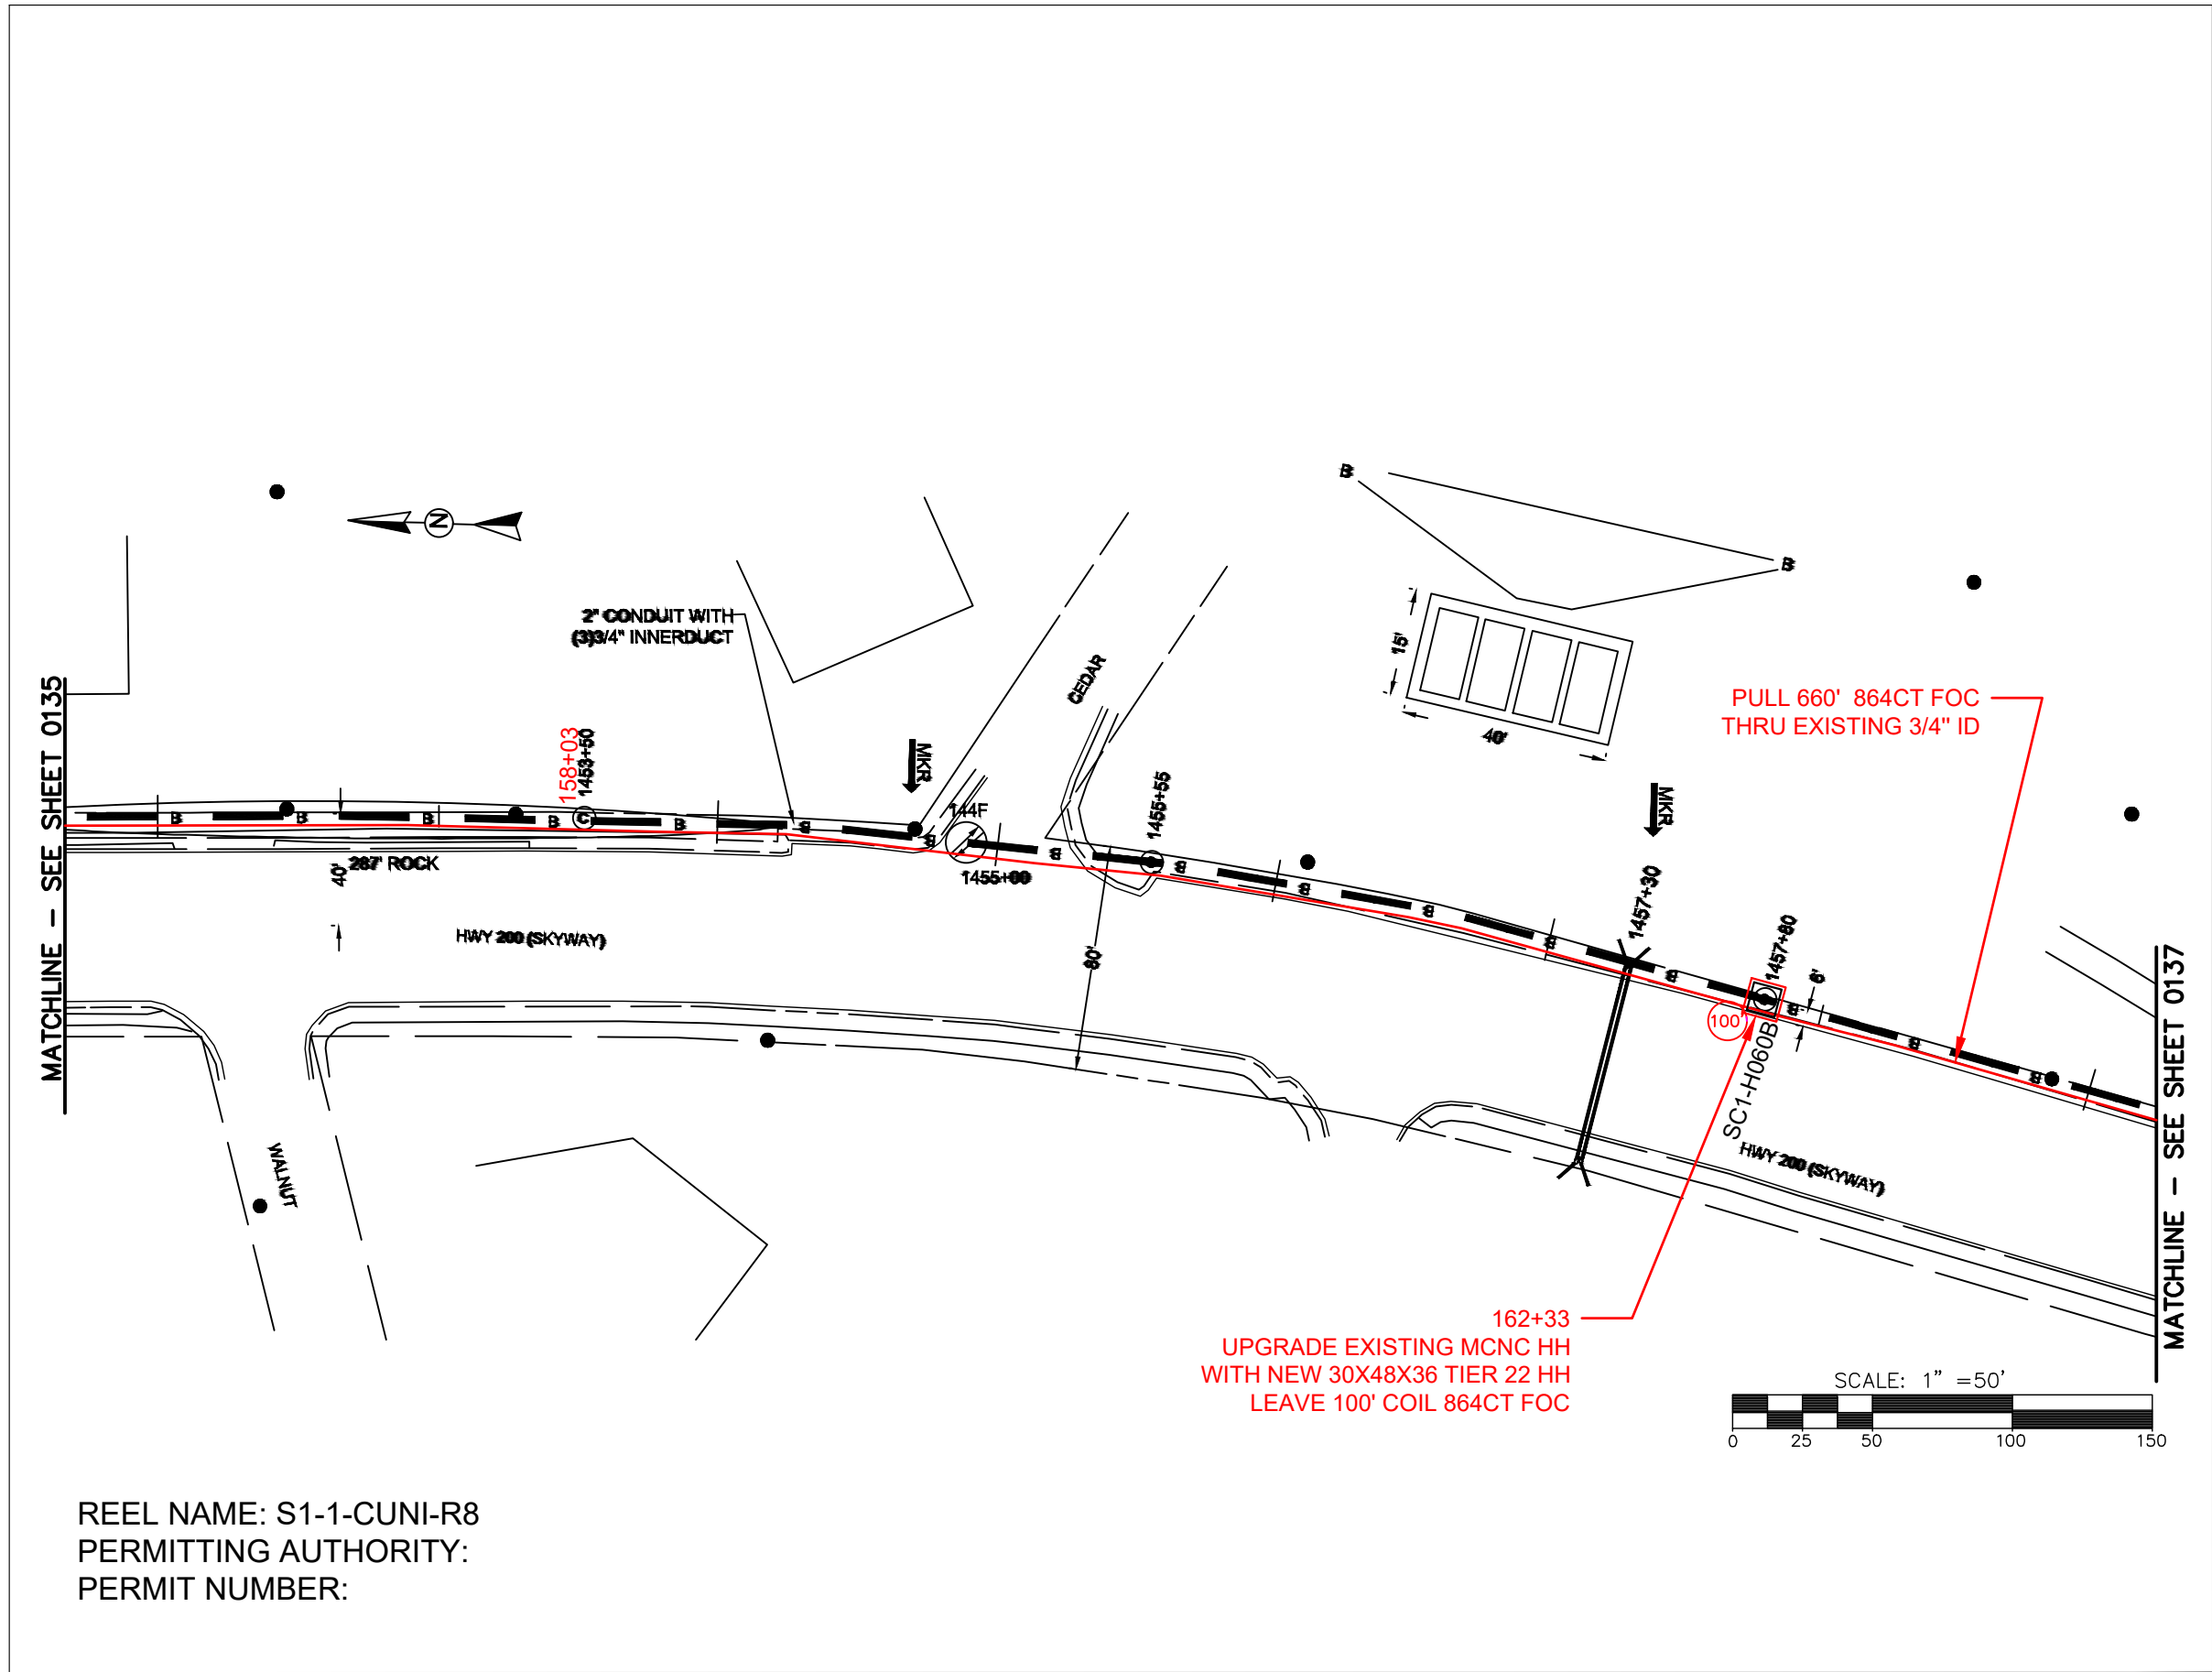 MATCHLINE - SEE SHEET 0135
N
2" CONDUIT WITH
(3)3/4" INNERDUCT
CEDAR
B
B
15'
40'
PULL 660' 864CT FOC
THRU EXISTING 3/4" ID
158+03
1453+50
MKR
MKR
144F
1455+00
1455+55
B
B
B
B
C
B
B
B
B
B
B
B
B
B
B
B
B
B
40'
287' ROCK
HWY 200 (SKYWAY)
80'
1457+30
1457+80
6'
100'
SC1-H060B
HWY 200 (SKYWAY)
WALNUT
MATCHLINE - SEE SHEET 0137
162+33
UPGRADE EXISTING MCNC HH
WITH NEW 30X48X36 TIER 22 HH
LEAVE 100' COIL 864CT FOC
SCALE: 1" =50'
0 25 50 100 150
REEL NAME: S1-1-CUNI-R8
PERMITTING AUTHORITY:
PERMIT NUMBER: